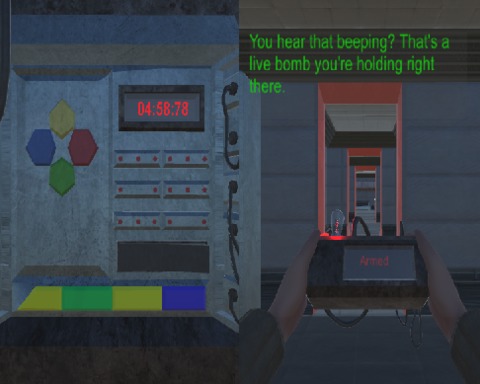 04:58:78
You hear that beeping? That's a
live bomb you're holding right
there.
Armed